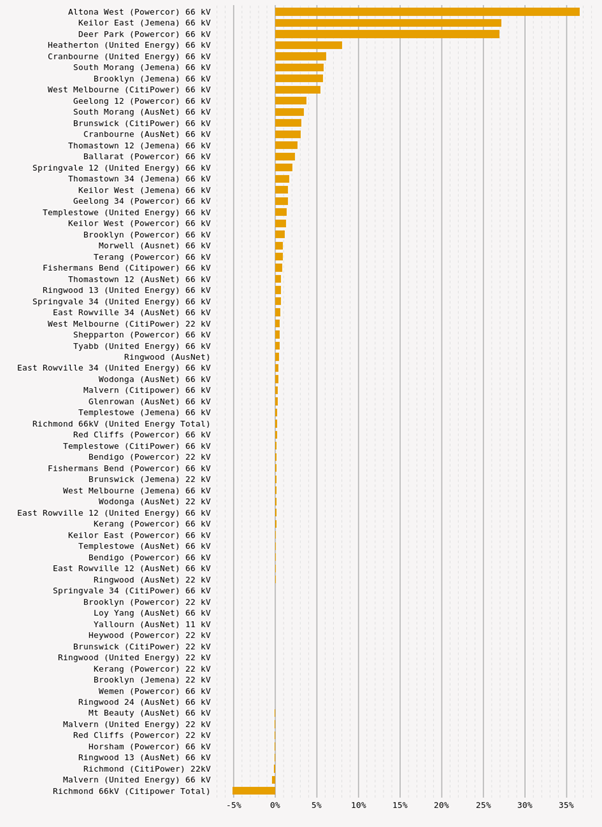 Altona West (Powercor) 66 kV
Keilor East (Jemena) 66 kV
Deer Park (Powercor) 66 kV
Heatherton (United Energy) 66 kV
Cranbourne (United Energy) 66 kV
South Morang (Jemena) 66 kV
Brooklyn (Jemena) 66 kV
West Melbourne (CitiPower) 66 kV
Geelong 12 (Powercor) 66 kV
South Morang (AusNet) 66 kV
Brunswick (CitiPower) 66 kV
Cranbourne (AusNet) 66 kV
Thomastown 12 (Jemena) 66 kV
Ballarat (Powercor) 66 kV
Springvale 12 (United Energy) 66 kV
Thomastown 34 (Jemena) 66 kV
Keilor West (Jemena) 66 kV
Geelong 34 (Powercor) 66 kV
Templestowe (United Energy) 66 kV
Keilor West (Powercor) 66 kV
Brooklyn (Powercor) 66 kV
Morwell (Ausnet) 66 kV
Terang (Powercor) 66 kV
Fishermans Bend (Citipower) 66 kV
Thomastown 12 (AusNet) 66 kV
Ringwood 13 (United Energy) 66 kV
Springvale 34 (United Energy) 66 kV
East Rowville 34 (AusNet) 66 kV
West Melbourne (CitiPower) 22 kV
Shepparton (Powercor) 66 kV
Tyabb (United Energy) 66 kV
Ringwood (AusNet)
East Rowville 34 (United Energy) 66 kV
Wodonga (AusNet) 66 kV
Malvern (Citipower) 66 kV
Glenrowan (AusNet) 66 kV
Templestowe (Jemena) 66 kV
Richmond 66kV (United Energy Total)
Red Cliffs (Powercor) 66 kV
Templestowe (CitiPower) 66 kV
Bendigo (Powercor) 22 kV
Fishermans Bend (Powercor) 66 kV
Brunswick (Jemena) 22 kV
West Melbourne (Jemena) 66 kV
Wodonga (AusNet) 22 kV
East Rowville 12 (United Energy) 66 kV
Kerang (Powercor) 66 kV
Keilor East (Powercor) 66 kV
Templestowe (AusNet) 66 kV
Bendigo (Powercor) 66 kV
East Rowville 12 (AusNet) 66 kV
Ringwood (AusNet) 22 kV
Springvale 34 (CitiPower) 66 kV
Brooklyn (Powercor) 22 kV
Loy Yang (AusNet) 66 kV
Yallourn (AusNet) 11 kV
Heywood (Powercor) 22 kV
Brunswick (CitiPower) 22 kV
Ringwood (United Energy) 22 kV
Kerang (Powercor) 22 kV
Brooklyn (Jemena) 22 kV
Wemen (Powercor) 66 kV
Ringwood 24 (AusNet) 66 kV
Mt Beauty (AusNet) 66 kV
Malvern (United Energy) 22 kV
Red Cliffs (Powercor) 22 kV
Horsham (Powercor) 66 kV
Ringwood 13 (AusNet) 66 kV
Richmond (CitiPower) 22kV
Malvern (United Energy) 66 kV
Richmond 66kV (Citipower Total)
-5% 0% 5% 10% 15% 20% 25% 30% 35%